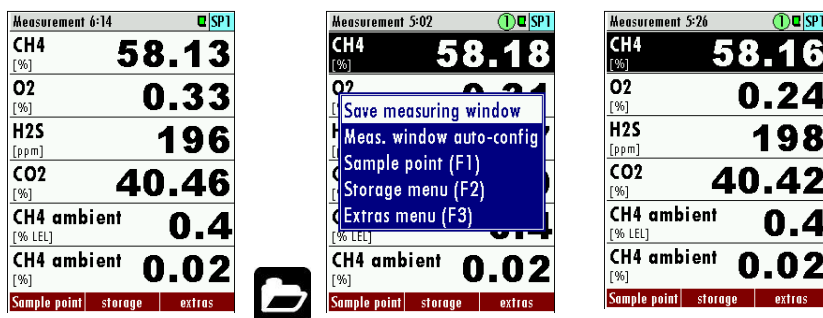 Measurement 6:14 SP1
CH4 58.13
[%]
O2 0.33
[%]
H2S 196
[ppm]
CO2 40.46
[%]
CH4 ambient 0.4
[% LEL]
CH4 ambient 0.02
[%]
Sample point storage extras
Measurement 5:02 1 SP1
CH4 58.18
[%]
O2
Save measuring window
Meas. window auto-config
Sample point (F1)
Storage menu (F2)
Extras menu (F3)
[% LEL]
CH4 ambient 0.02
[%]
Sample point storage extras
Measurement 5:26 1 SP1
CH4 58.16
[%]
O2 0.24
[%]
H2S 198
[ppm]
CO2 40.42
[%]
CH4 ambient 0.4
[% LEL]
CH4 ambient 0.02
[%]
Sample point storage extras